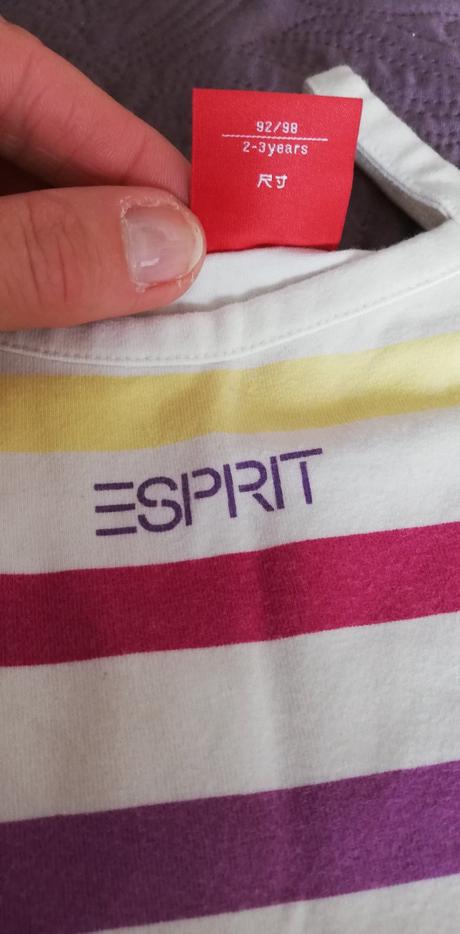 92/98
2-3years
尺寸
ESPRIT